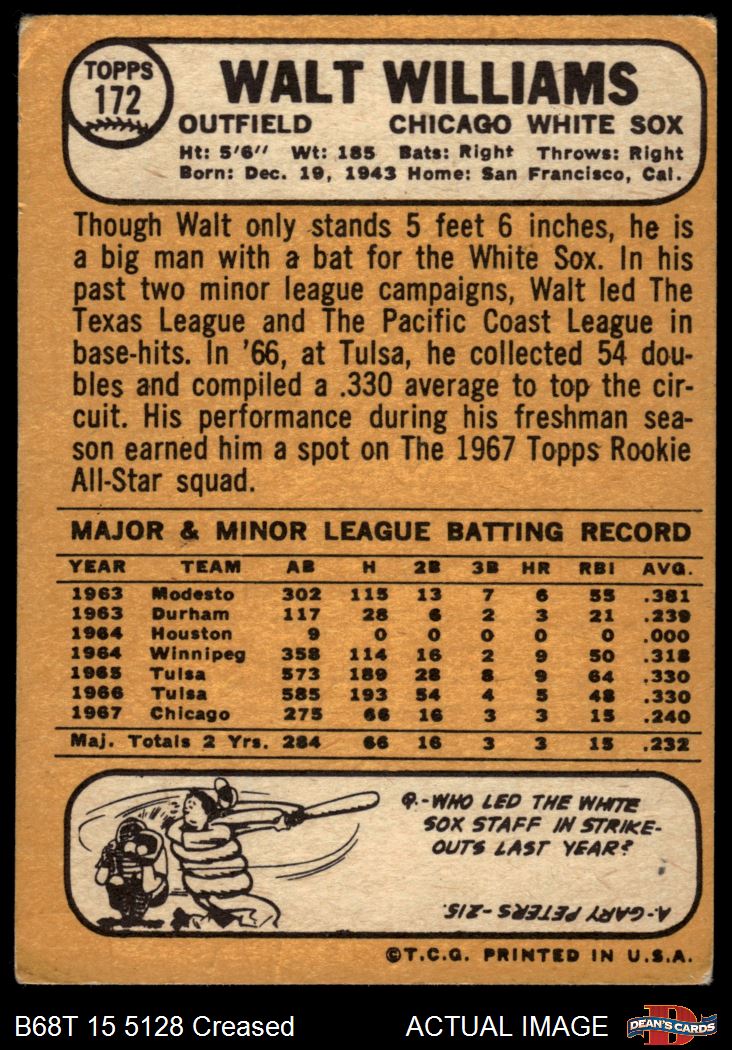 TOPPS
172
WALT WILLIAMS
OUTFIELD CHICAGO WHITE SOX
Ht: 5'6" Wt: 185 Bats: Right Throws: Right
Born: Dec. 19, 1943 Home: San Francisco, Cal.
Though Walt only stands 5 feet 6 inches, he is
a big man with a bat for the White Sox. In his
past two minor league campaigns, Walt led The
Texas League and The Pacific Coast League in
base-hits. In '66, at Tulsa, he collected 54 dou-
bles and compiled a .330 average to top the cir-
cuit. His performance during his freshman sea-
son earned him a spot on The 1967 Topps Rookie
All-Star squad.
MAJOR & MINOR LEAGUE BATTING RECORD
YEAR TEAM AB H 2B 3B HR RBI AVG.
1963 Modesto 302 115 13 7 6 55 .381
1963 Durham 117 28 6 2 3 21 .239
1964 Houston 9 0 0 0 0 0 .000
1964 Winnipeg 358 114 16 2 9 50 .318
1965 Tulsa 573 189 28 8 9 64 .330
1966 Tulsa 585 193 54 4 5 48 .330
1967 Chicago 275 66 16 3 3 15 .240
Maj. Totals 2 Yrs. 284 66 16 3 3 15 .232
Q.-WHO LED THE WHITE
SOX STAFF IN STRIKE-
OUTS LAST YEAR?
A-GARY PETERS-215.
©T.C.G. PRINTED IN U.S.A.
B68T 15 5128 Creased ACTUAL IMAGE DEAN'S CARDS